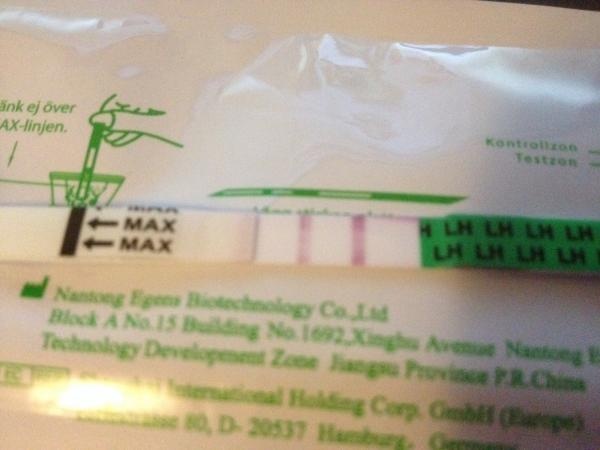 änk ej över
AX-linjen.
Kontrollzon
Testzon
MAX
MAX
MAX
LH LH LH LH
LH LH LH LH
Nantong Egens Biotechnology Co.,Ltd
Block A No.15 Building No.1692,Xinghu Avenue Nantong E
Technology Development Zone Jiangsu Province P.R.China
International Holding Corp. GmbH (Europe)
80, D- 20537 Hamburg, Germany